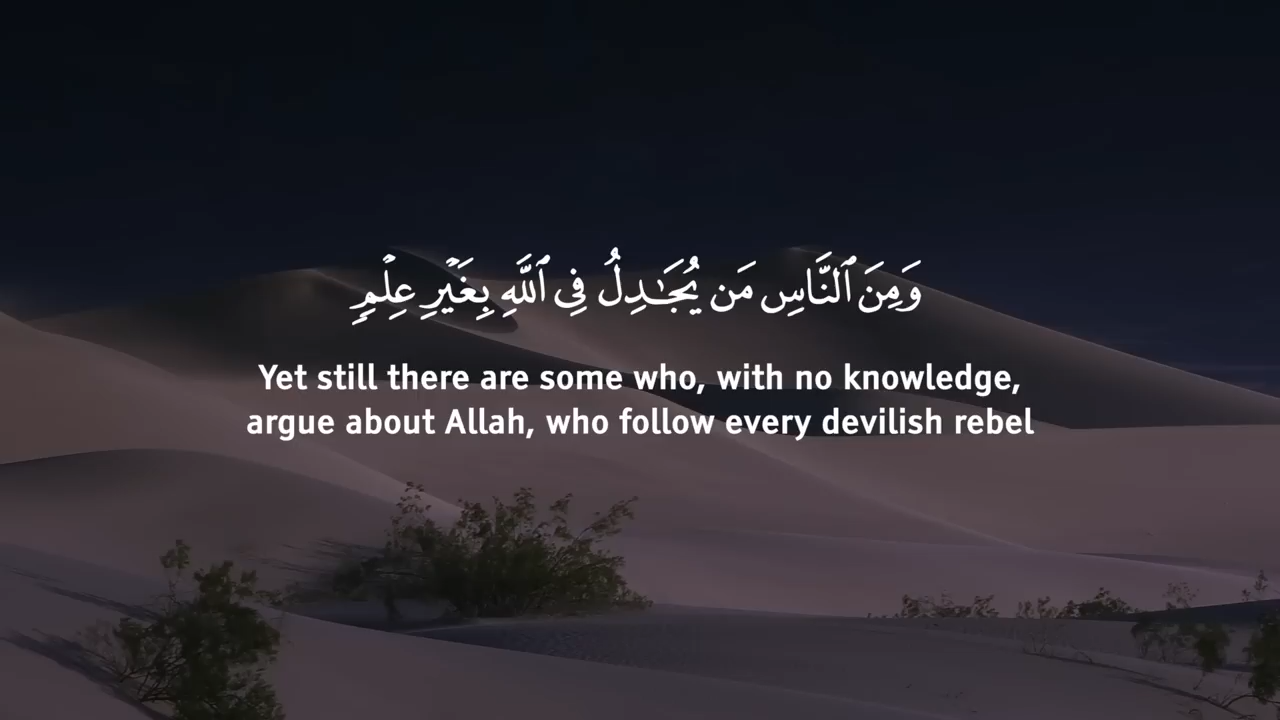 وَمِنَ ٱلنَّاسِ مَن يُجَـٰدِلُ فِى ٱللَّهِ بِغَيْرِ عِلْمٍ
Yet still there are some who, with no knowledge,
argue about Allah, who follow every devilish rebel